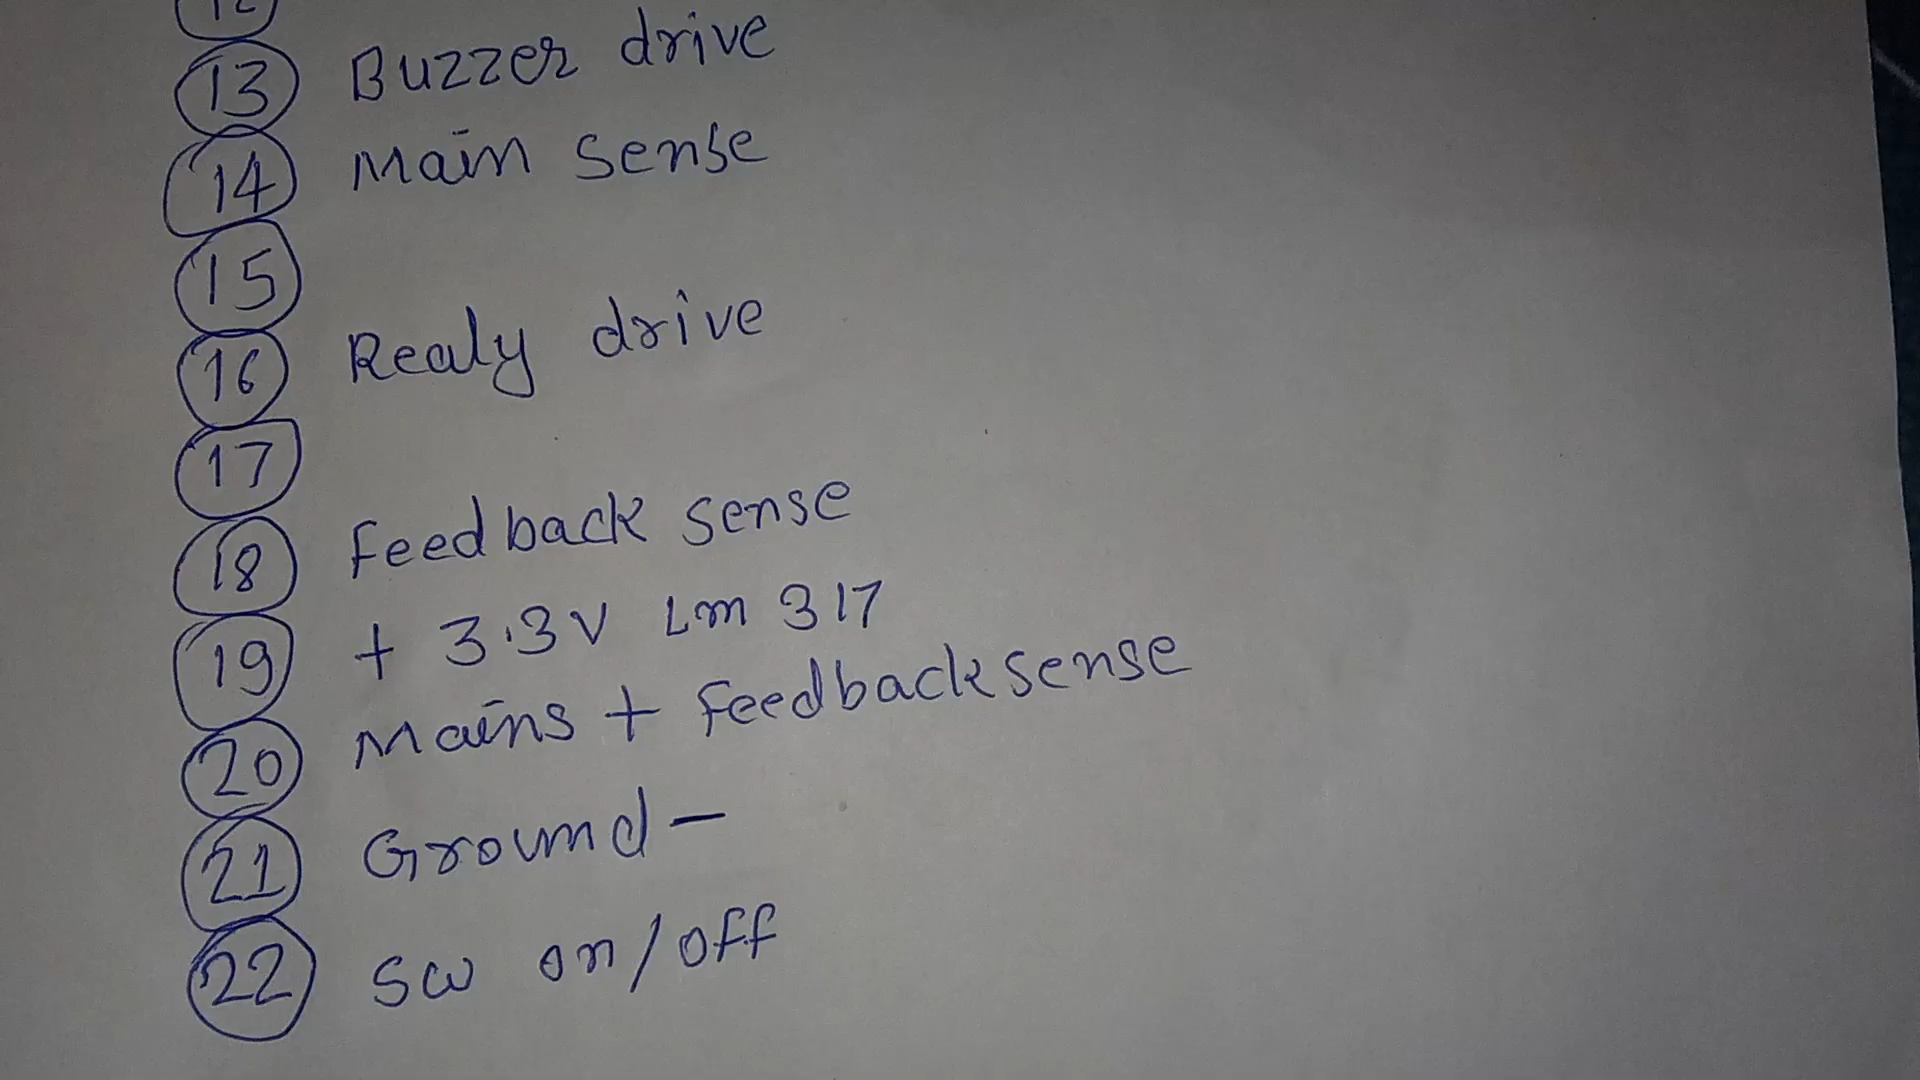 12
13 Buzzer drive
14 Main sense
15
16 Realy drive
17
18 Feedback sense
19 + 3.3V Lm 317
20 Mains + Feedback sense
21 Ground -
22 SW on/off